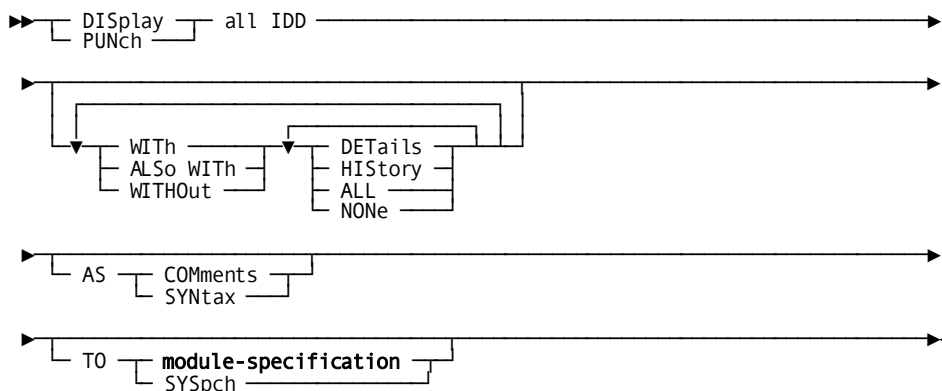 DISplay all IDD
PUNch
WITh DETails
ALSo WITh HIStory
WITHOut ALL
NONe
AS COMments
SYNtax
TO module-specification
SYSpch